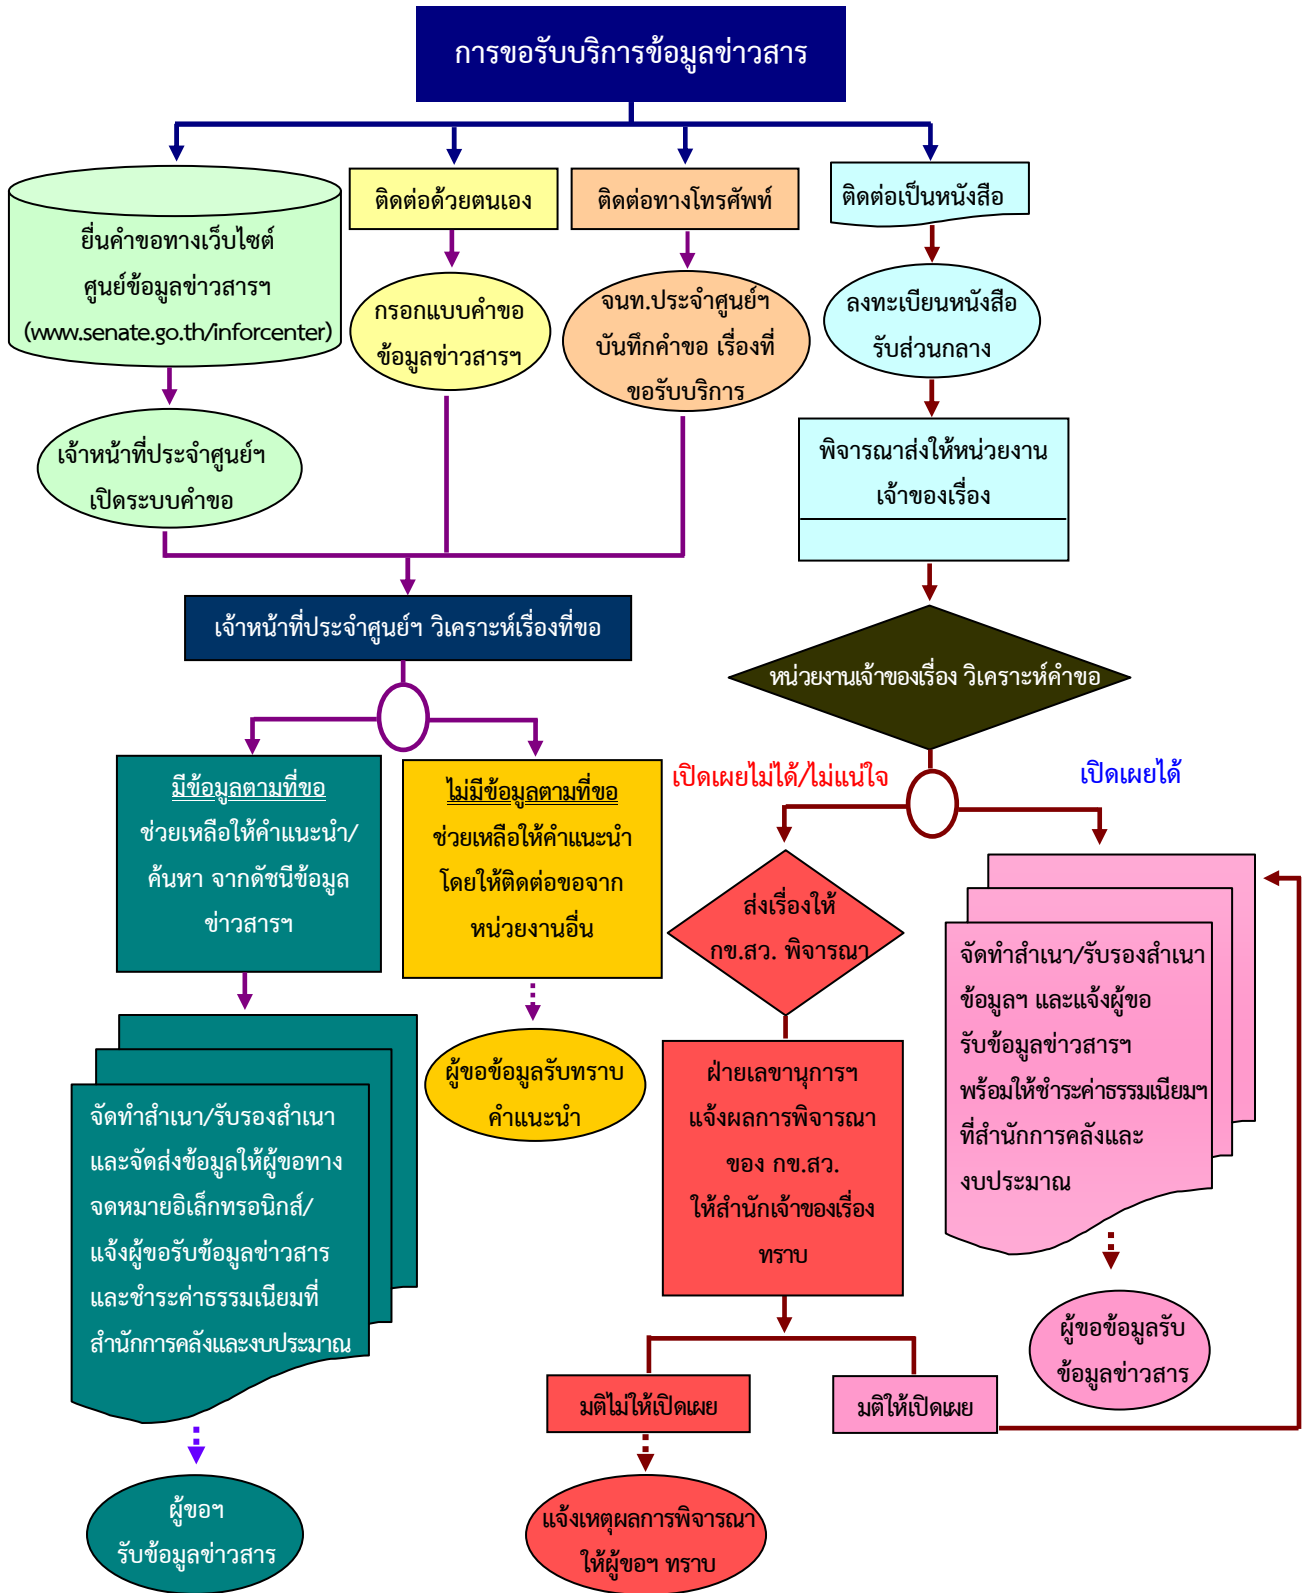 การขอรับบริการข้อมูลข่าวสาร
ยื่นคำขอทางเว็บไซต์
ศูนย์ข้อมูลข่าวสารฯ
(www.senate.go.th/inforcenter)
ติดต่อด้วยตนเอง
ติดต่อทางโทรศัพท์
ติดต่อเป็นหนังสือ
กรอกแบบคำขอ
ข้อมูลข่าวสารฯ
จนท.ประจำศูนย์ฯ
บันทึกคำขอ เรื่องที่
ขอรับบริการ
ลงทะเบียนหนังสือ
รับส่วนกลาง
เจ้าหน้าที่ประจำศูนย์ฯ
เปิดระบบคำขอ
พิจารณาส่งให้หน่วยงาน
เจ้าของเรื่อง
เจ้าหน้าที่ประจำศูนย์ฯ วิเคราะห์เรื่องที่ขอ
หน่วยงานเจ้าของเรื่อง วิเคราะห์คำขอ
มีข้อมูลตามที่ขอ
ช่วยเหลือให้คำแนะนำ/
ค้นหา จากดัชนีข้อมูล
ข่าวสารฯ
ไม่มีข้อมูลตามที่ขอ
ช่วยเหลือให้คำแนะนำ
โดยให้ติดต่อขอจาก
หน่วยงานอื่น
เปิดเผยไม่ได้/ไม่แน่ใจ
เปิดเผยได้
ส่งเรื่องให้
กข.สว. พิจารณา
จัดทำสำเนา/รับรองสำเนา
ข้อมูลฯ และแจ้งผู้ขอ
รับข้อมูลข่าวสารฯ
พร้อมให้ชำระค่าธรรมเนียมฯ
ที่สำนักการคลังและ
งบประมาณ
ผู้ขอข้อมูลรับทราบ
คำแนะนำ
ฝ่ายเลขานุการฯ
แจ้งผลการพิจารณา
ของ กข.สว.
ให้สำนักเจ้าของเรื่อง
ทราบ
จัดทำสำเนา/รับรองสำเนา
และจัดส่งข้อมูลให้ผู้ขอทาง
จดหมายอิเล็กทรอนิกส์/
แจ้งผู้ขอรับข้อมูลข่าวสาร
และชำระค่าธรรมเนียมที่
สำนักการคลังและงบประมาณ
ผู้ขอข้อมูลรับ
ข้อมูลข่าวสาร
มติไม่ให้เปิดเผย
มติให้เปิดเผย
ผู้ขอฯ
รับข้อมูลข่าวสาร
แจ้งเหตุผลการพิจารณา
ให้ผู้ขอฯ ทราบ